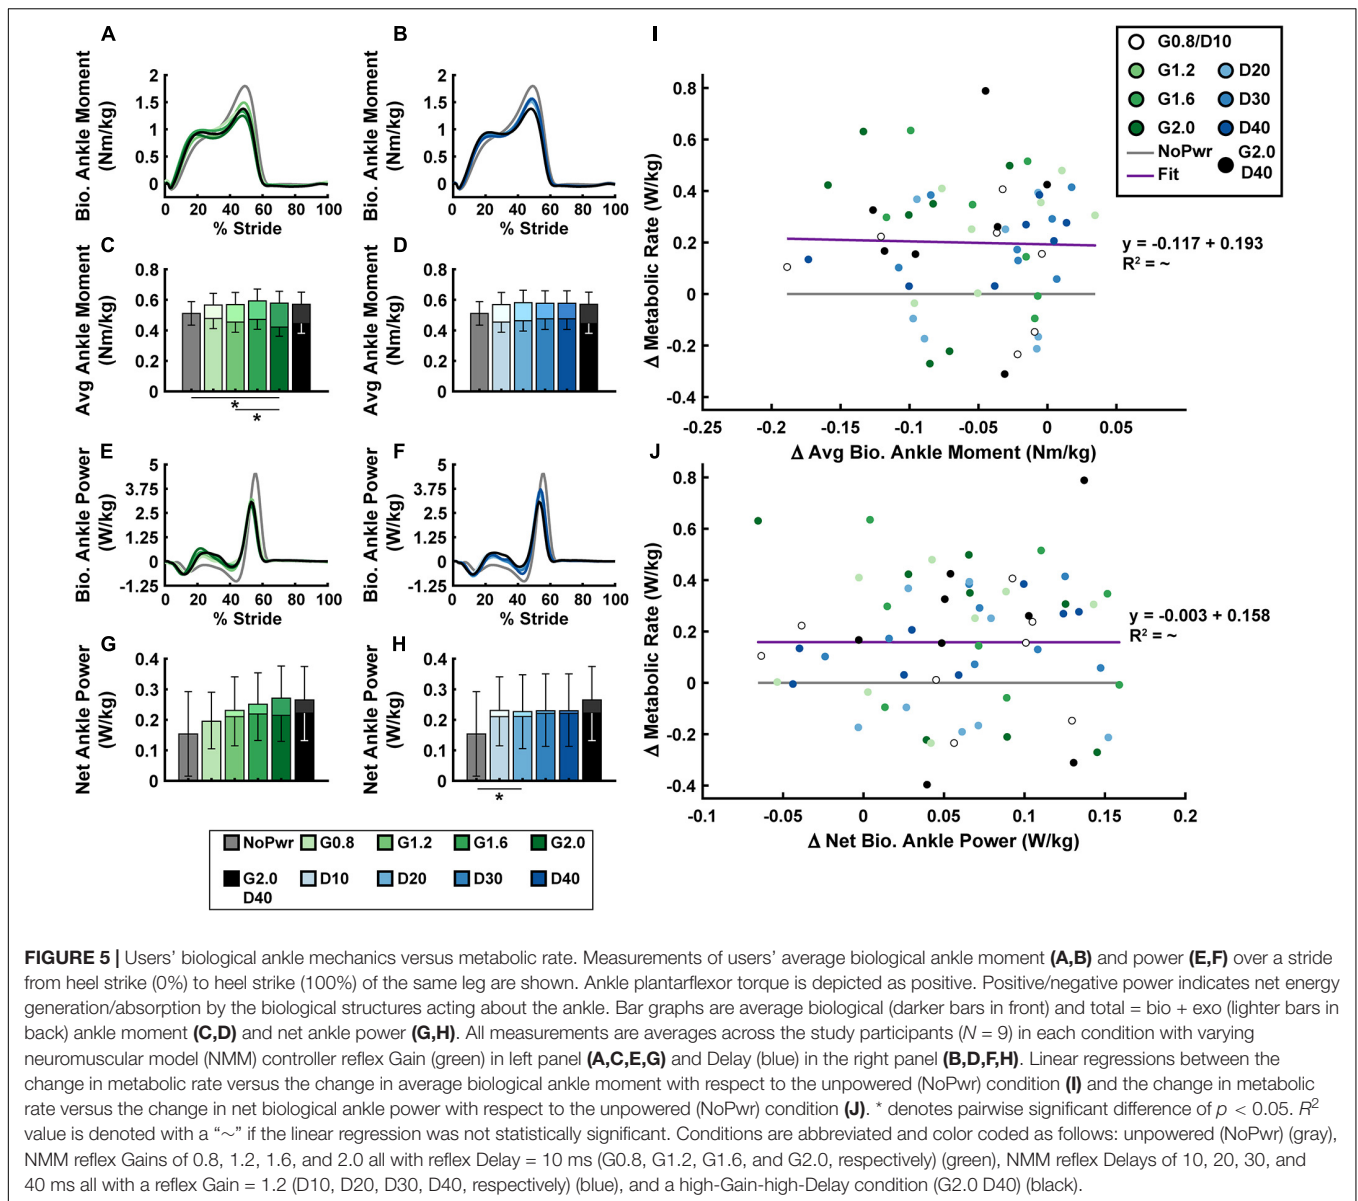 A
Bio. Ankle Moment
(Nm/kg)
2
1.5
1
0.5
0
0 20 40 60 80 100
% Stride
B
Bio. Ankle Moment
(Nm/kg)
2
1.5
1
0.5
0
0 20 40 60 80 100
% Stride
C
Avg Ankle Moment
(Nm/kg)
0.8
0.6
0.4
0.2
0
*
*
D
Avg Ankle Moment
(Nm/kg)
0.8
0.6
0.4
0.2
0
E
Bio. Ankle Power
(W/kg)
5
3.75
2.5
1.25
0
-1.25
0 20 40 60 80 100
% Stride
F
Bio. Ankle Power
(W/kg)
5
3.75
2.5
1.25
0
-1.25
0 20 40 60 80 100
% Stride
G
Net Ankle Power
(W/kg)
0.4
0.3
0.2
0.1
0
H
Net Ankle Power
(W/kg)
0.4
0.3
0.2
0.1
0
*
NoPwr G0.8 G1.2 G1.6 G2.0
G2.0 D10 D20 D30 D40
D40
I
Δ Metabolic Rate (W/kg)
0.8
0.6
0.4
0.2
0
-0.2
-0.4
-0.25 -0.2 -0.15 -0.1 -0.05 0 0.05
Δ Avg Bio. Ankle Moment (Nm/kg)
y = -0.117 + 0.193
R² = ~
G0.8/D10
G1.2 D20
G1.6 D30
G2.0 D40
NoPwr G2.0
Fit D40
J
Δ Metabolic Rate (W/kg)
0.8
0.6
0.4
0.2
0
-0.2
-0.4
-0.1 -0.05 0 0.05 0.1 0.15 0.2
Δ Net Bio. Ankle Power (W/kg)
y = -0.003 + 0.158
R² = ~
FIGURE 5 | Users' biological ankle mechanics versus metabolic rate. Measurements of users' average biological ankle moment (A,B) and power (E,F) over a stride
from heel strike (0%) to heel strike (100%) of the same leg are shown. Ankle plantarflexor torque is depicted as positive. Positive/negative power indicates net energy
generation/absorption by the biological structures acting about the ankle. Bar graphs are average biological (darker bars in front) and total = bio + exo (lighter bars in
back) ankle moment (C,D) and net ankle power (G,H). All measurements are averages across the study participants (N = 9) in each condition with varying
neuromuscular model (NMM) controller reflex Gain (green) in left panel (A,C,E,G) and Delay (blue) in the right panel (B,D,F,H). Linear regressions between the
change in metabolic rate versus the change in average biological ankle moment with respect to the unpowered (NoPwr) condition (I) and the change in metabolic
rate versus the change in net biological ankle power with respect to the unpowered (NoPwr) condition (J). * denotes pairwise significant difference of p < 0.05. R²
value is denoted with a "~" if the linear regression was not statistically significant. Conditions are abbreviated and color coded as follows: unpowered (NoPwr) (gray),
NMM reflex Gains of 0.8, 1.2, 1.6, and 2.0 all with reflex Delay = 10 ms (G0.8, G1.2, G1.6, and G2.0, respectively) (green), NMM reflex Delays of 10, 20, 30, and
40 ms all with a reflex Gain = 1.2 (D10, D20, D30, D40, respectively) (blue), and a high-Gain-high-Delay condition (G2.0 D40) (black).